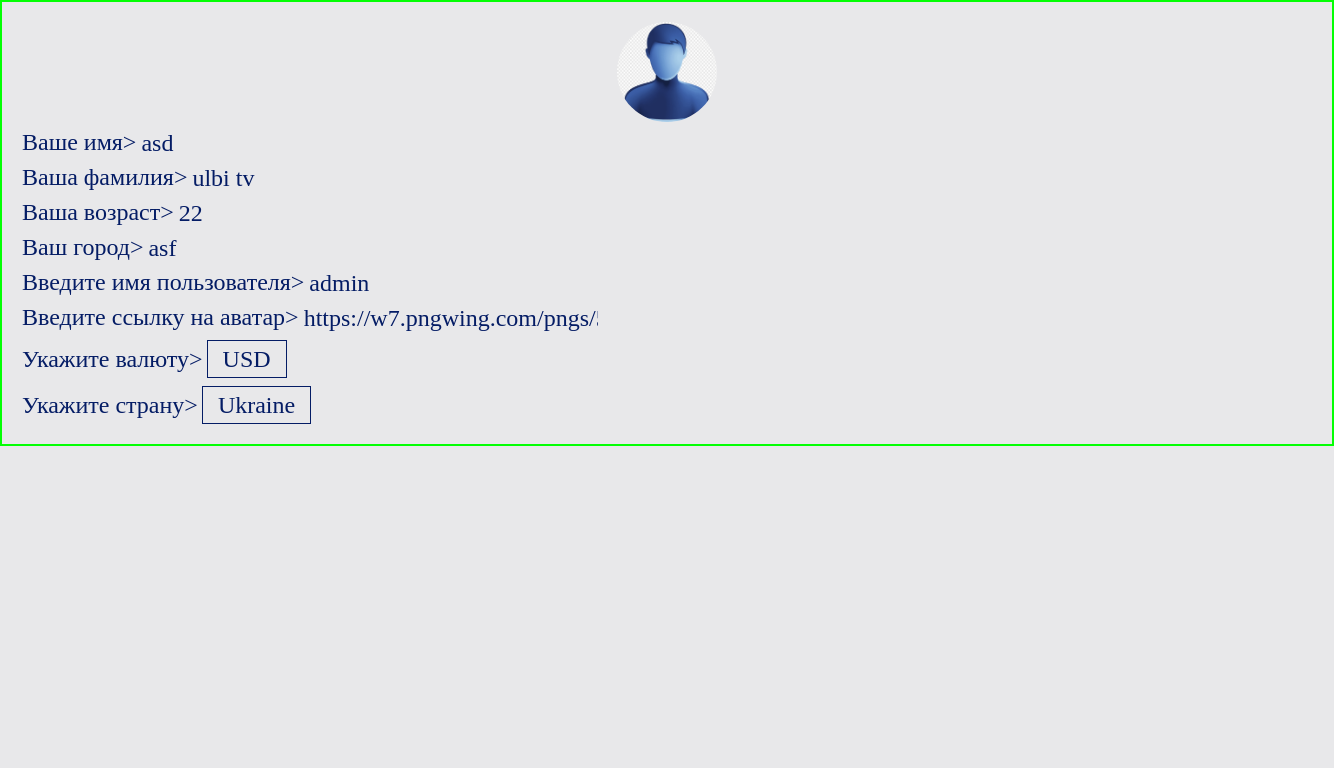 Ваше имя> asd
Ваша фамилия> ulbi tv
Ваша возраст> 22
Ваш город> asf
Введите имя пользователя> admin
Введите ссылку на аватар> https://w7.pngwing.com/pngs/
Укажите валюту> USD
Укажите страну> Ukraine